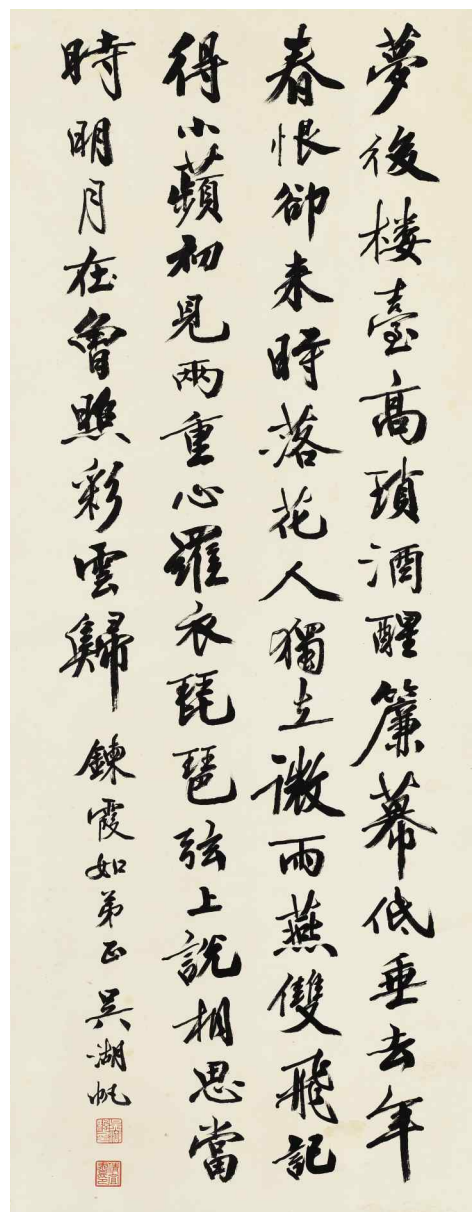 夢後楼臺高瑣酒醒簾幕低垂去年
春恨卻来時落花人獨立微雨燕雙飛記
得小蘋初見兩重心羅衣琵琶弦上說相思當
時明月在曾照彩雲歸
鍊霞如弟正吳湖帆